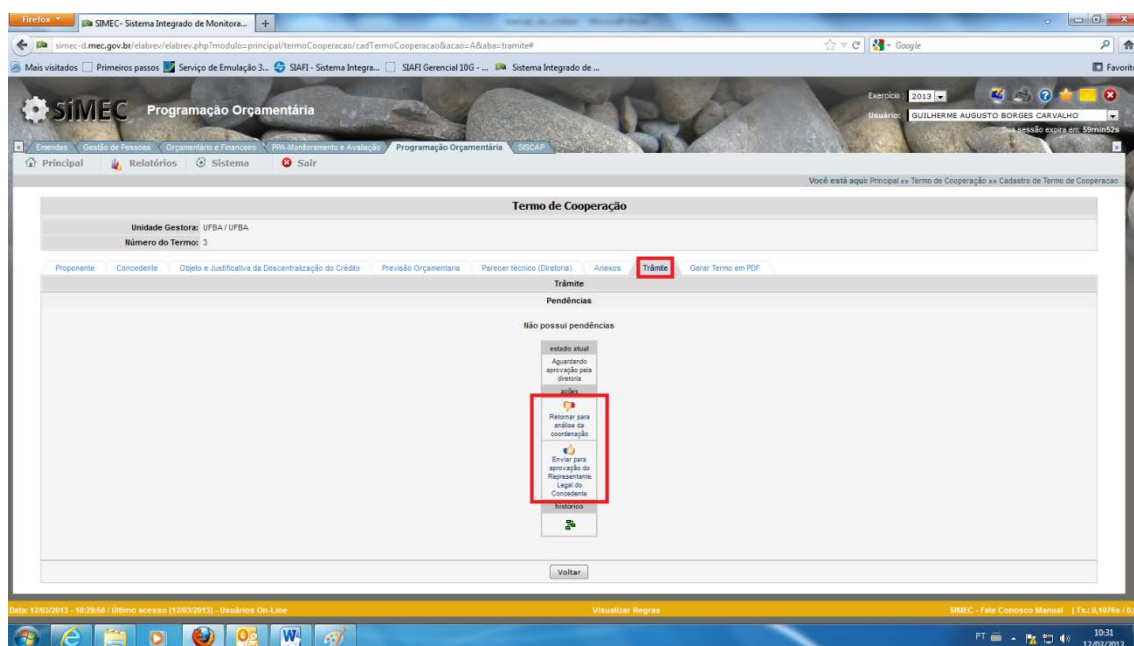 Firefox
SIMEC- Sistema Integrado de Monitora...
simec-d.mec.gov.br/elabrev/elabrev.php?modulo=principal/termoCooperacao/cadTermoCooperacao&acao=A&aba=tramite#
Google
Mais visitados Primeiros passos Serviço de Emulação 3... SIAFI - Sistema Integra... SIAFI Gerencial 10G - ... Sistema Integrado de ...
Favorit
SiMEC Programação Orçamentária
Exercício: 2013
Usuário: GUILHERME AUGUSTO BORGES CARVALHO
Sua sessão expira em: 59min52s
Emendas Gestão de Pessoas Orçamentário e Financeiro PPA-Monitoramento e Avaliação Programação Orçamentária SISCAP
Principal Relatórios Sistema Sair
Você está aqui: Principal »» Termo de Cooperação »» Cadastro de Termo de Cooperacao
Termo de Cooperação
Unidade Gestora: UFBA / UFBA
Número do Termo: 3
Proponente Concedente Objeto e Justificativa da Descentralização do Crédito Previsão Orçamentaria Parecer técnico (Diretoria) Anexos Trâmite Gerar Termo em PDF
Trâmite
Pendências
Não possui pendências
estado atual
Aguardando
aprovação pela
diretoria
ações
Retornar para
análise da
coordenação
Enviar para
aprovação do
Representante
Legal do
Concedente
histórico
Voltar
Data: 12/03/2013 - 10:29:56 / Último acesso (12/03/2013) - Usuários On-Line
Visualizar Regras
SIMEC - Fale Conosco Manual | Tx.: 0,1076s / 0,
PT 10:31
12/03/2013